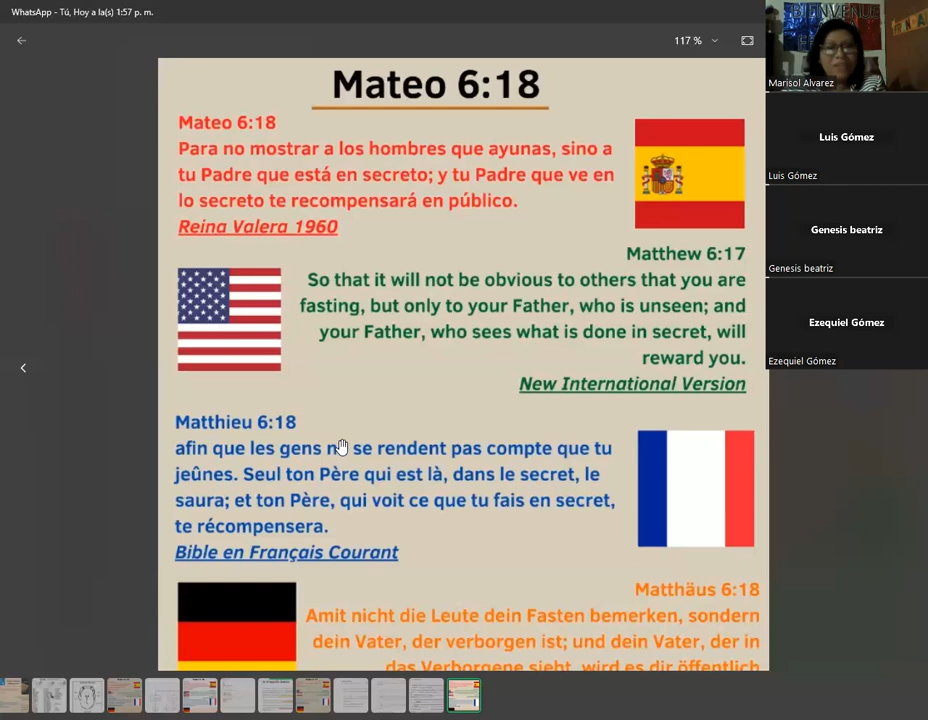 WhatsApp - Tú, Hoy a la(s) 1:57 p. m.
117 %
BIENVENUE
Marisol Alvarez
Luis Gómez
Luis Gómez
Genesis beatriz
Genesis beatriz
Ezequiel Gómez
Ezequiel Gómez
Mateo 6:18
Mateo 6:18
Para no mostrar a los hombres que ayunas, sino a
tu Padre que está en secreto; y tu Padre que ve en
lo secreto te recompensará en público.
Reina Valera 1960
Matthew 6:17
So that it will not be obvious to others that you are
fasting, but only to your Father, who is unseen; and
your Father, who sees what is done in secret, will
reward you.
New International Version
Matthieu 6:18
afin que les gens se rendent pas compte que tu
jeûnes. Seul ton Père qui est là, dans le secret, le
saura; et ton Père, qui voit ce que tu fais en secret,
te récompensera.
Bible en Français Courant
Matthäus 6:18
Amit nicht die Leute dein Fasten bemerken, sondern
dein Vater, der verborgen ist; und dein Vater, der in
das Verborgene sieht, wird es dir öffentlich